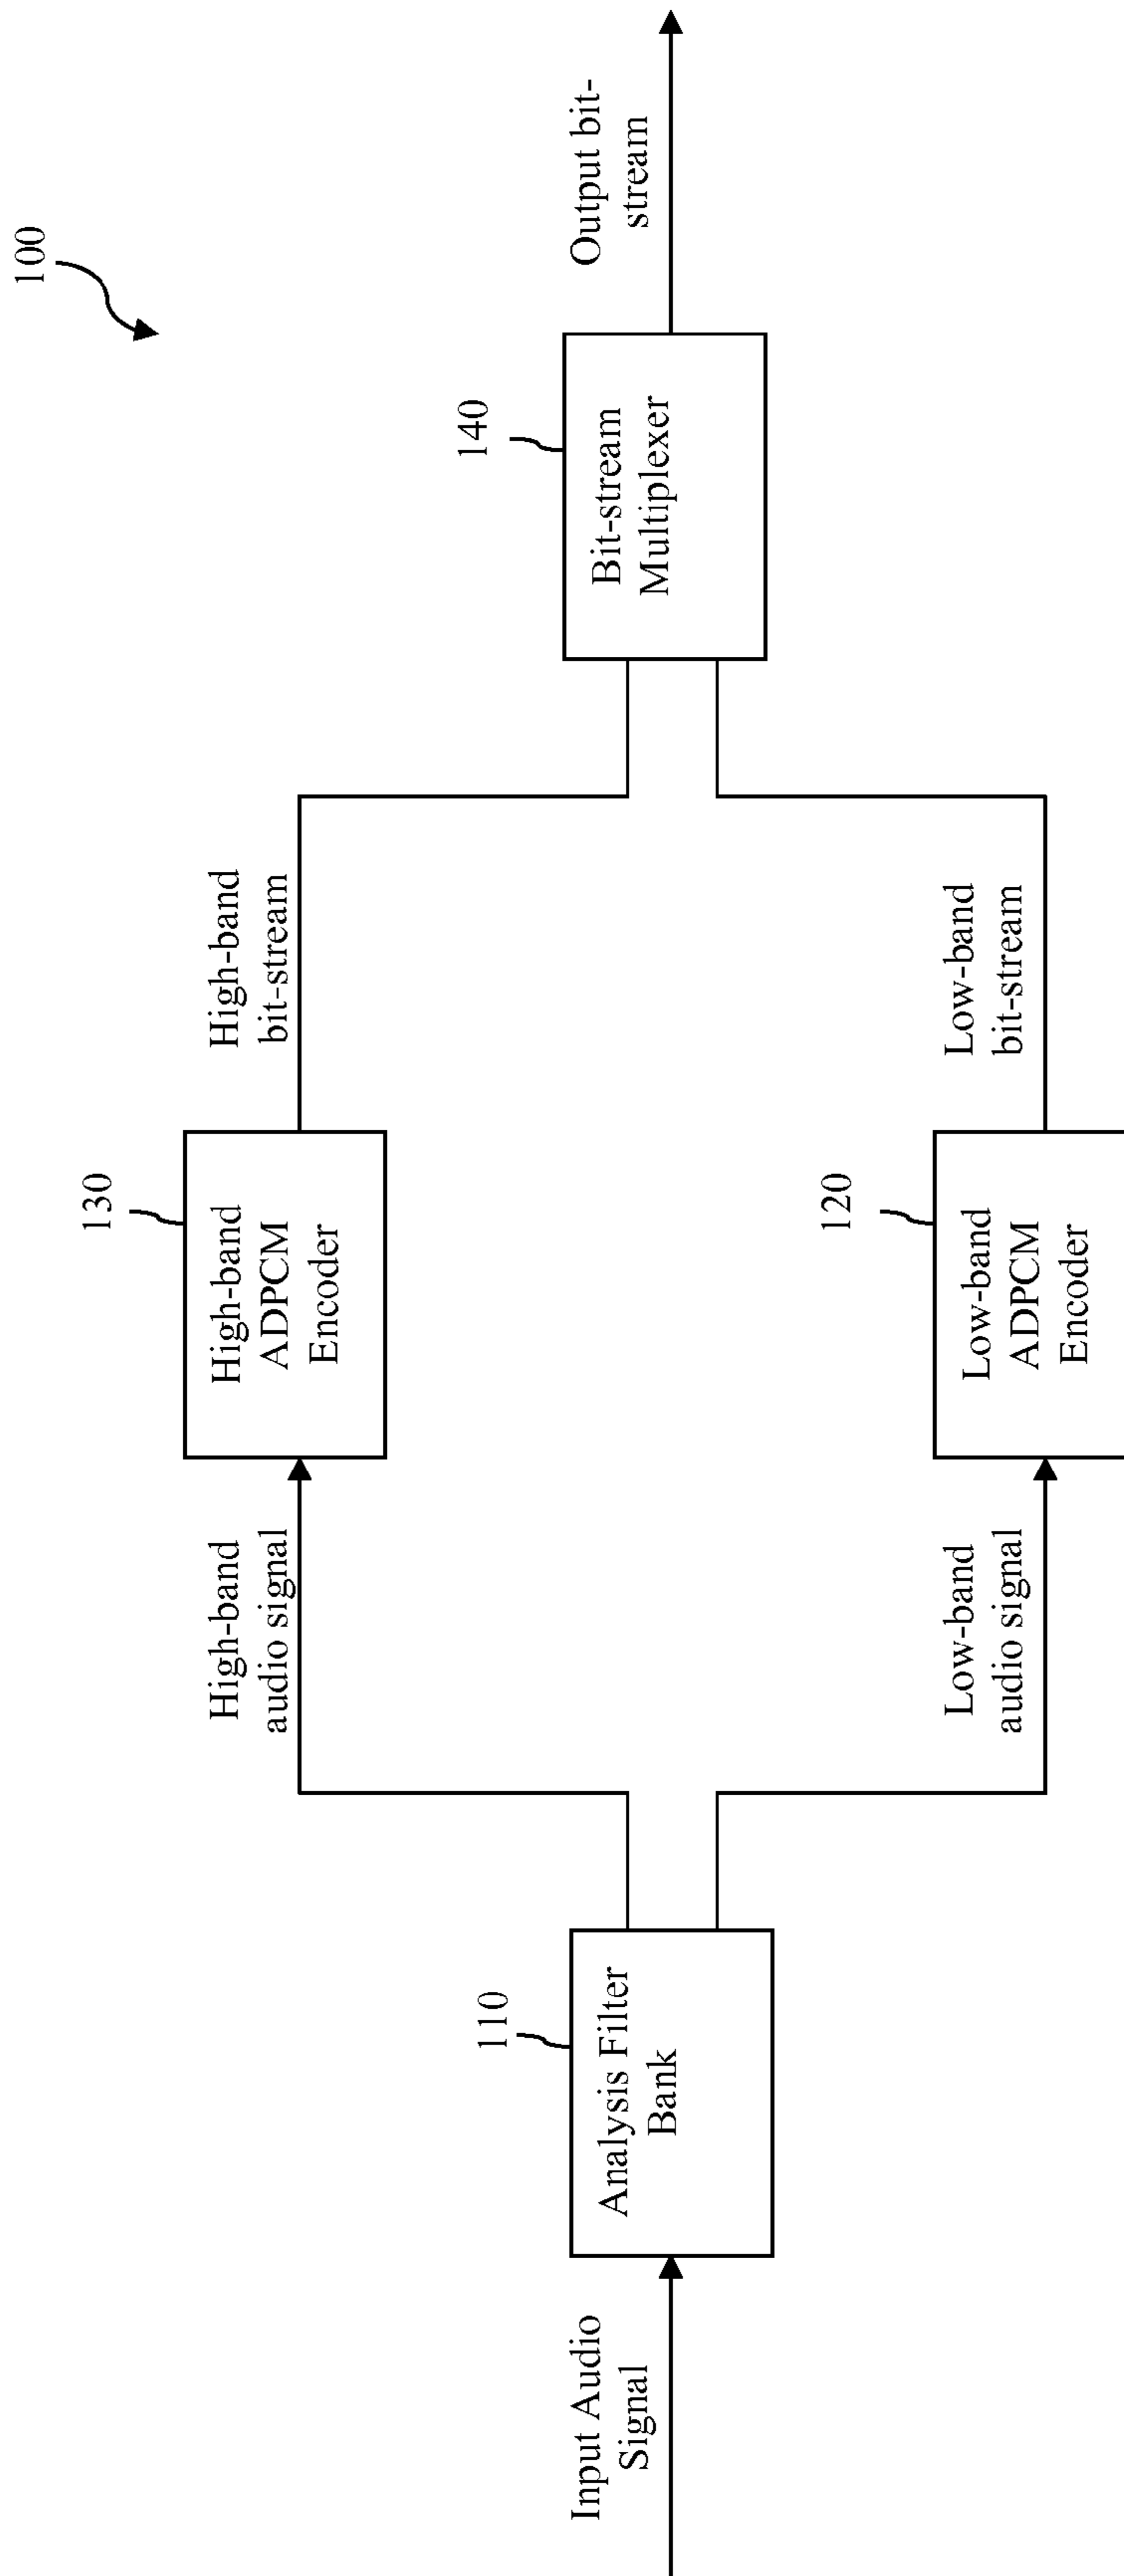 100
Input Audio
Signal
110
Analysis Filter
Bank
High-band
audio signal
130
High-band
ADPCM
Encoder
High-band
bit-stream
Low-band
audio signal
120
Low-band
ADPCM
Encoder
Low-band
bit-stream
140
Bit-stream
Multiplexer
Output bit-
stream